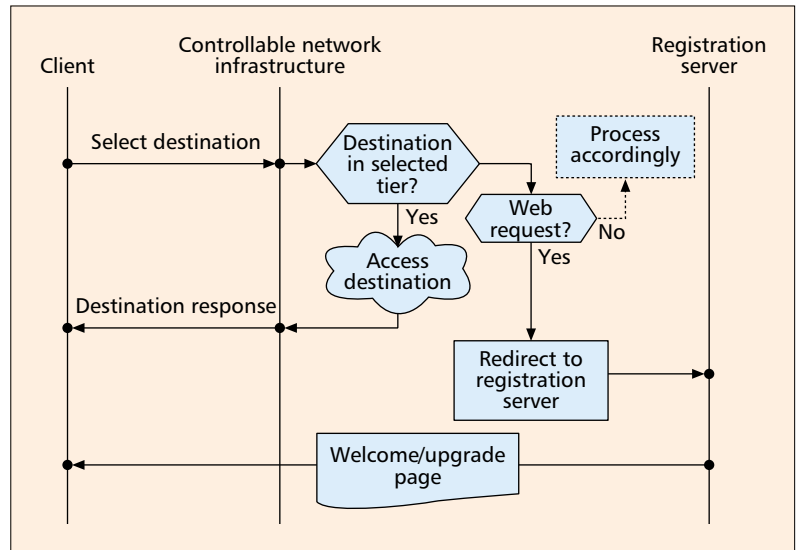 Client
Controllable network
infrastructure
Registration
server
Select destination
Destination
in selected
tier?
Process
accordingly
Web
request?
Yes
No
Access
destination
Yes
Destination response
Redirect to
registration
server
Welcome/upgrade
page